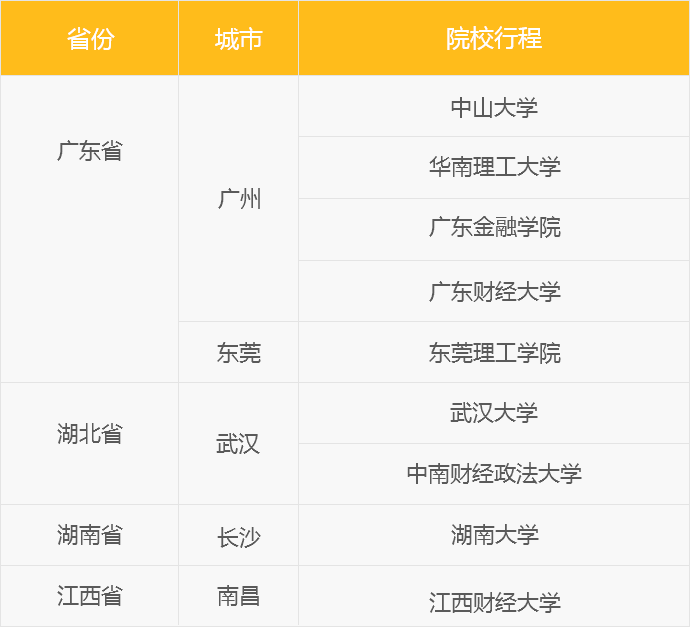 省份 城市 院校行程
广东省 广州 中山大学
华南理工大学
广东金融学院
广东财经大学
东莞 东莞理工学院
湖北省 武汉 武汉大学
中南财经政法大学
湖南省 长沙 湖南大学
江西省 南昌 江西财经大学